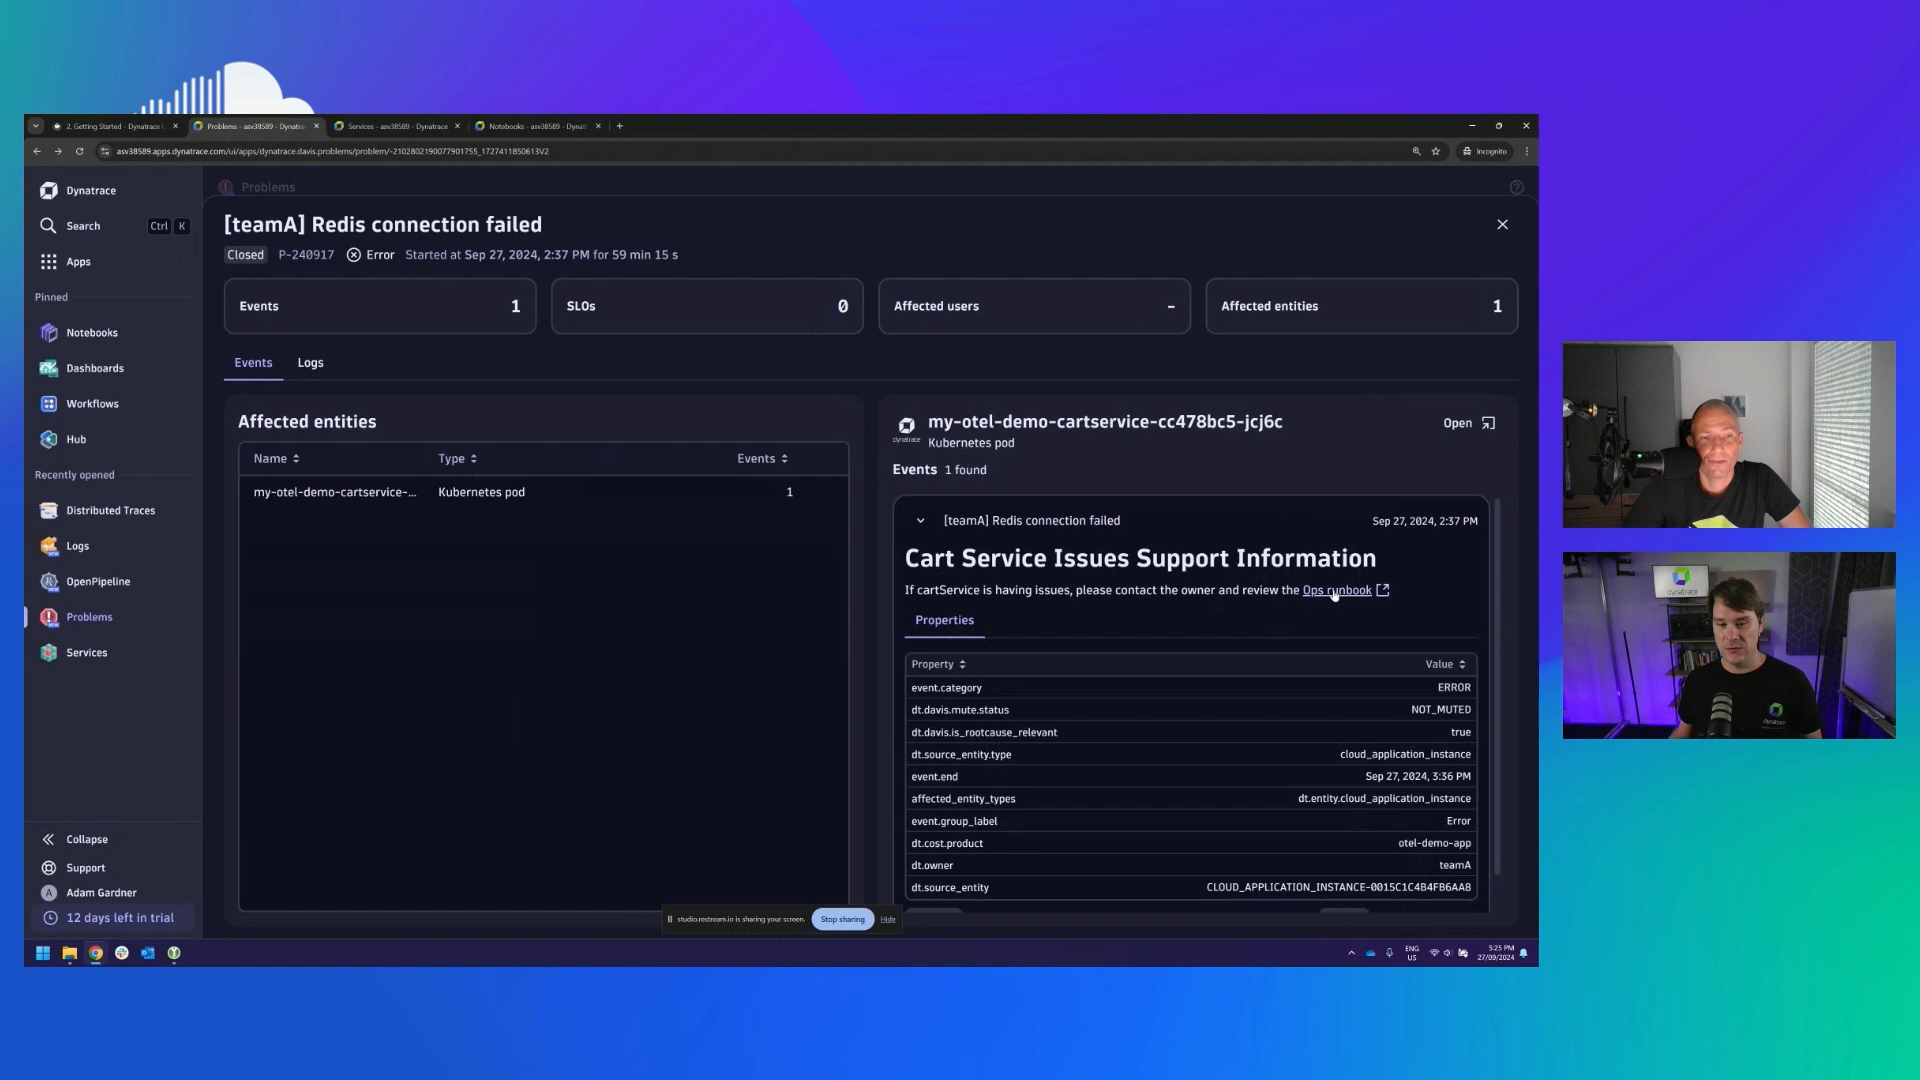 2. Getting Started - Dynatrace
Problems - asv38589 - Dynatra
Services - asv38589 - Dynatrace
Notebooks - asv38589 - Dynat
asv38589.apps.dynatrace.com/ui/apps/dynatrace.davis.problems/problem/-2102802190077901755_1727411850613V2
Incognito
Dynatrace
Search Ctrl K
Apps
Pinned
Notebooks
Dashboards
Workflows
Hub
Recently opened
Distributed Traces
Logs
OpenPipeline
Problems
Services
Collapse
Support
A Adam Gardner
12 days left in trial
Problems
[teamA] Redis connection failed
Closed P-240917 Error Started at Sep 27, 2024, 2:37 PM for 59 min 15 s
Events 1
SLOs 0
Affected users -
Affected entities 1
Events Logs
Affected entities
Name Type Events
my-otel-demo-cartservice-... Kubernetes pod 1
dynatrace
my-otel-demo-cartservice-cc478bc5-jcj6c
Open
Kubernetes pod
Events 1 found
[teamA] Redis connection failed Sep 27, 2024, 2:37 PM
Cart Service Issues Support Information
If cartService is having issues, please contact the owner and review the Ops runbook
Properties
Property Value
event.category ERROR
dt.davis.mute.status NOT_MUTED
dt.davis.is_rootcause_relevant true
dt.source_entity.type cloud_application_instance
event.end Sep 27, 2024, 3:36 PM
affected_entity_types dt.entity.cloud_application_instance
event.group_label Error
dt.cost.product otel-demo-app
dt.owner teamA
dt.source_entity CLOUD_APPLICATION_INSTANCE-0015C1C4B4FB6AA8
studio.restream.io is sharing your screen. Stop sharing Hide
ENG
US
5:25 PM
27/09/2024
dynatrace
dynatrace